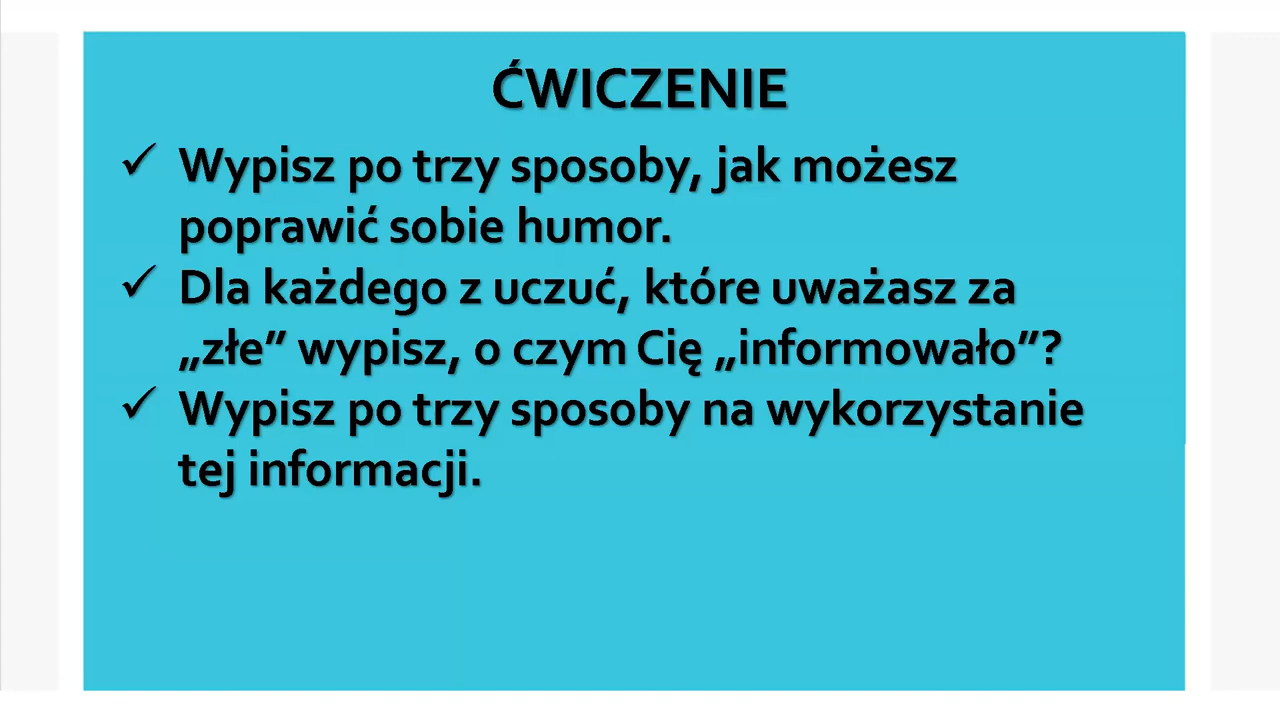 ĆWICZENIE
✓ Wypisz po trzy sposoby, jak możesz
poprawić sobie humor.
✓ Dla każdego z uczuć, które uważasz za
„złe” wypisz, o czym Cię „informowało”?
✓ Wypisz po trzy sposoby na wykorzystanie
tej informacji.